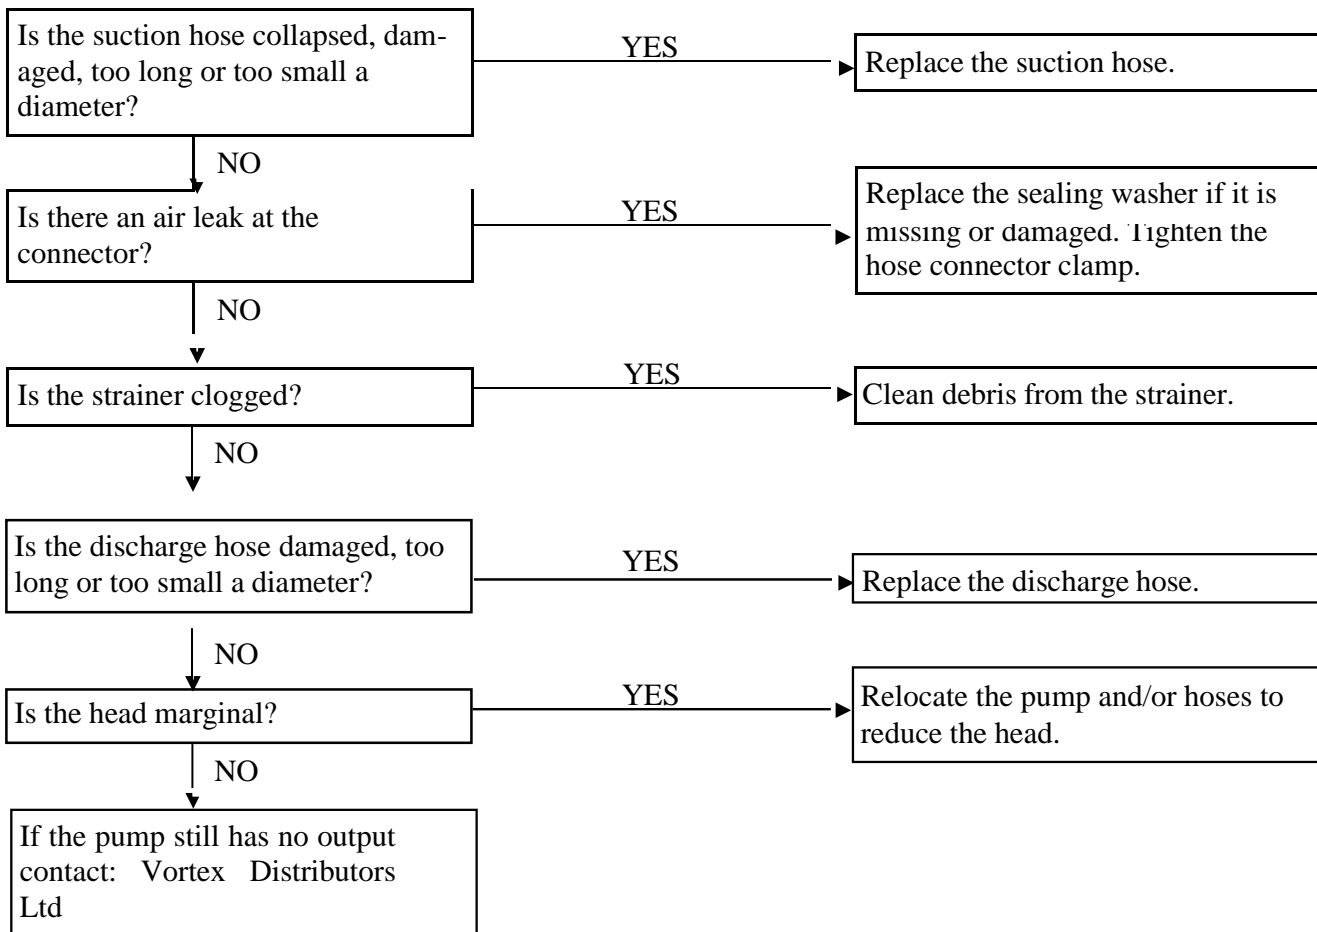 Is the suction hose collapsed, dam-
aged, too long or too small a
diameter?
YES
Replace the suction hose.
NO
Is there an air leak at the
connector?
YES
Replace the sealing washer if it is
missing or damaged. Tighten the
hose connector clamp.
NO
Is the strainer clogged?
YES
Clean debris from the strainer.
NO
Is the discharge hose damaged, too
long or too small a diameter?
YES
Replace the discharge hose.
NO
Is the head marginal?
YES
Relocate the pump and/or hoses to
reduce the head.
NO
If the pump still has no output
contact: Vortex Distributors
Ltd